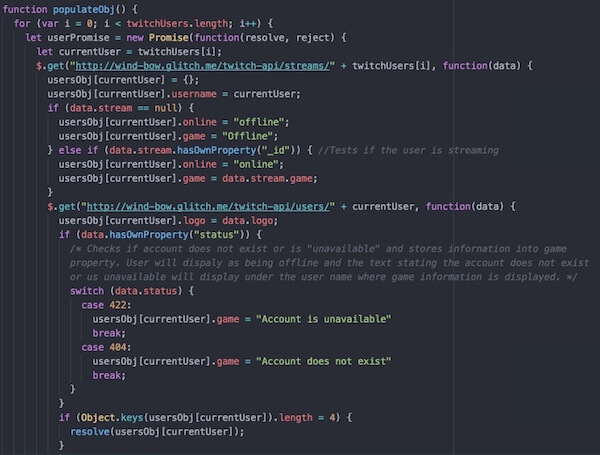 function populateObj() {
for (var i = 0; i < twitchUsers.length; i++) {
let userPromise = new Promise(function(resolve, reject) {
let currentUser = twitchUsers[i];
$.get("http://wind-bow.glitch.me/twitch-api/streams/" + twitchUsers[i], function(data) {
usersObj[currentUser] = {};
usersObj[currentUser].username = currentUser;
if (data.stream == null) {
usersObj[currentUser].online = "offline";
usersObj[currentUser].game = "Offline";
} else if (data.stream.hasOwnProperty("_id")) { //Tests if the user is streaming
usersObj[currentUser].online = "online";
usersObj[currentUser].game = data.stream.game;
}
$.get("http://wind-bow.glitch.me/twitch-api/users/" + currentUser, function(data) {
usersObj[currentUser].logo = data.logo;
if (data.hasOwnProperty("status")) {
/* Checks if account does not exist or is "unavailable" and stores infornation into game
property. User will dispaly as being offline and the text stating the account does not exist
or us unavailable will display under the user name where game information is displayed. */
switch (data.status) {
case 422:
usersObj[currentUser].game = "Account is unavailable"
break;
case 404:
usersObj[currentUser].game = "Account does not exist"
break;
}
}
if (Object.keys(usersObj[currentUser]).length = 4) {
resolve(usersObj[currentUser]);
}